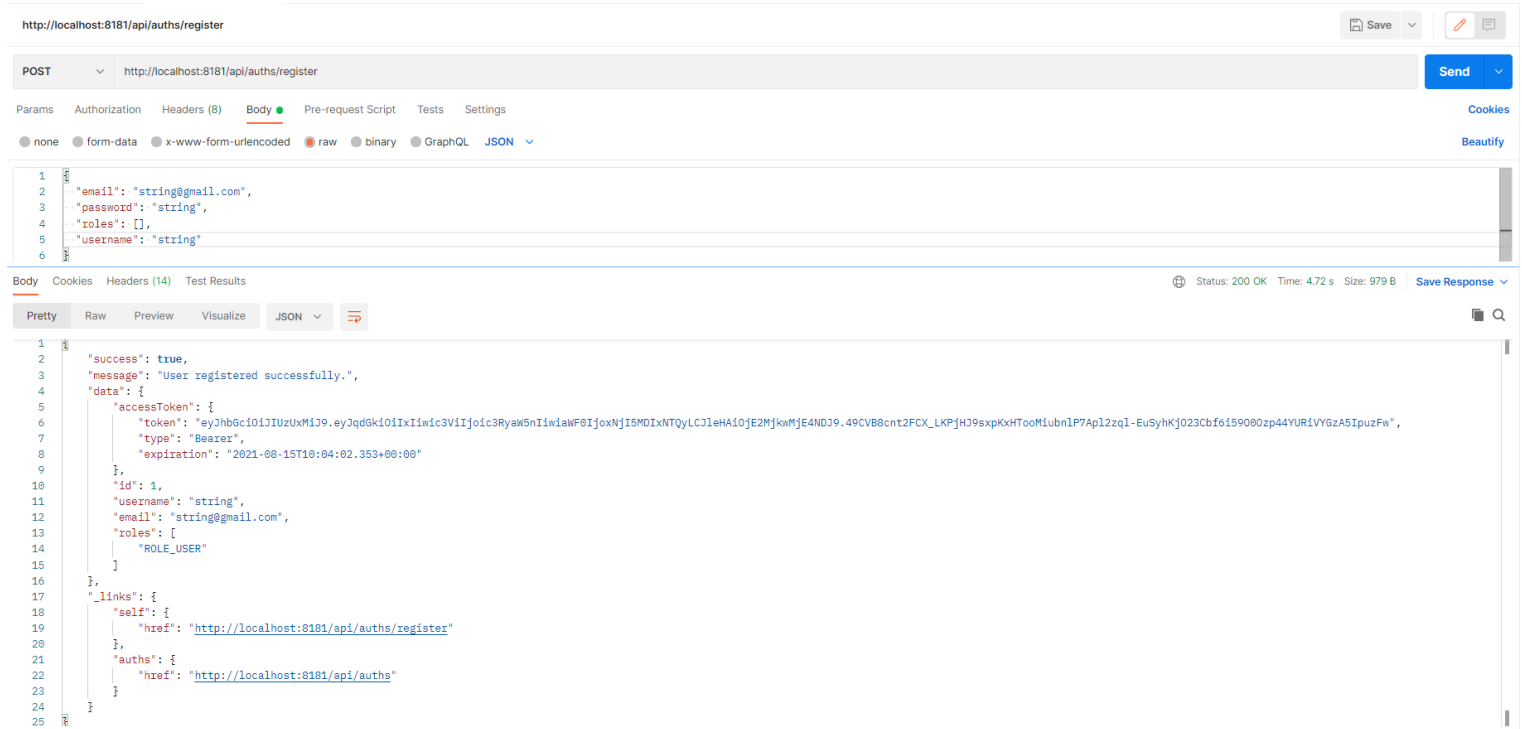 http://localhost:8181/api/auths/register
Save
POST http://localhost:8181/api/auths/register Send
Params Authorization Headers (8) Body Pre-request Script Tests Settings Cookies
none form-data x-www-form-urlencoded raw binary GraphQL JSON Beautify
1 {
2 "email": "string@gmail.com",
3 "password": "string",
4 "roles": [],
5 "username": "string"
6 }
Body Cookies Headers (14) Test Results Status: 200 OK Time: 4.72 s Size: 979 B Save Response
Pretty Raw Preview Visualize JSON
1 {
2 "success": true,
3 "message": "User registered successfully.",
4 "data": {
5 "accessToken": {
6 "token": "eyJhbGciOiJIUzUxMiJ9.eyJqdGkiOiIxIiwic3ViIjoic3RyaW5nIiwiaWF0IjoxNjI5MDIxNTQyLCJleHAiOjE2MjkwMjE4NDJ9.49CVB8cnt2FCX_LKPjHJ9sxpKxHTooMiubnlP7Apl2zql-EuSyhKjO23Cbf6i59O0Ozp44YURiVYGzA5IpuzFw",
7 "type": "Bearer",
8 "expiration": "2021-08-15T10:04:02.353+00:00"
9 },
10 "id": 1,
11 "username": "string",
12 "email": "string@gmail.com",
13 "roles": [
14 "ROLE_USER"
15 ]
16 },
17 "_links": {
18 "self": {
19 "href": "http://localhost:8181/api/auths/register"
20 },
21 "auths": {
22 "href": "http://localhost:8181/api/auths"
23 }
24 }
25 }